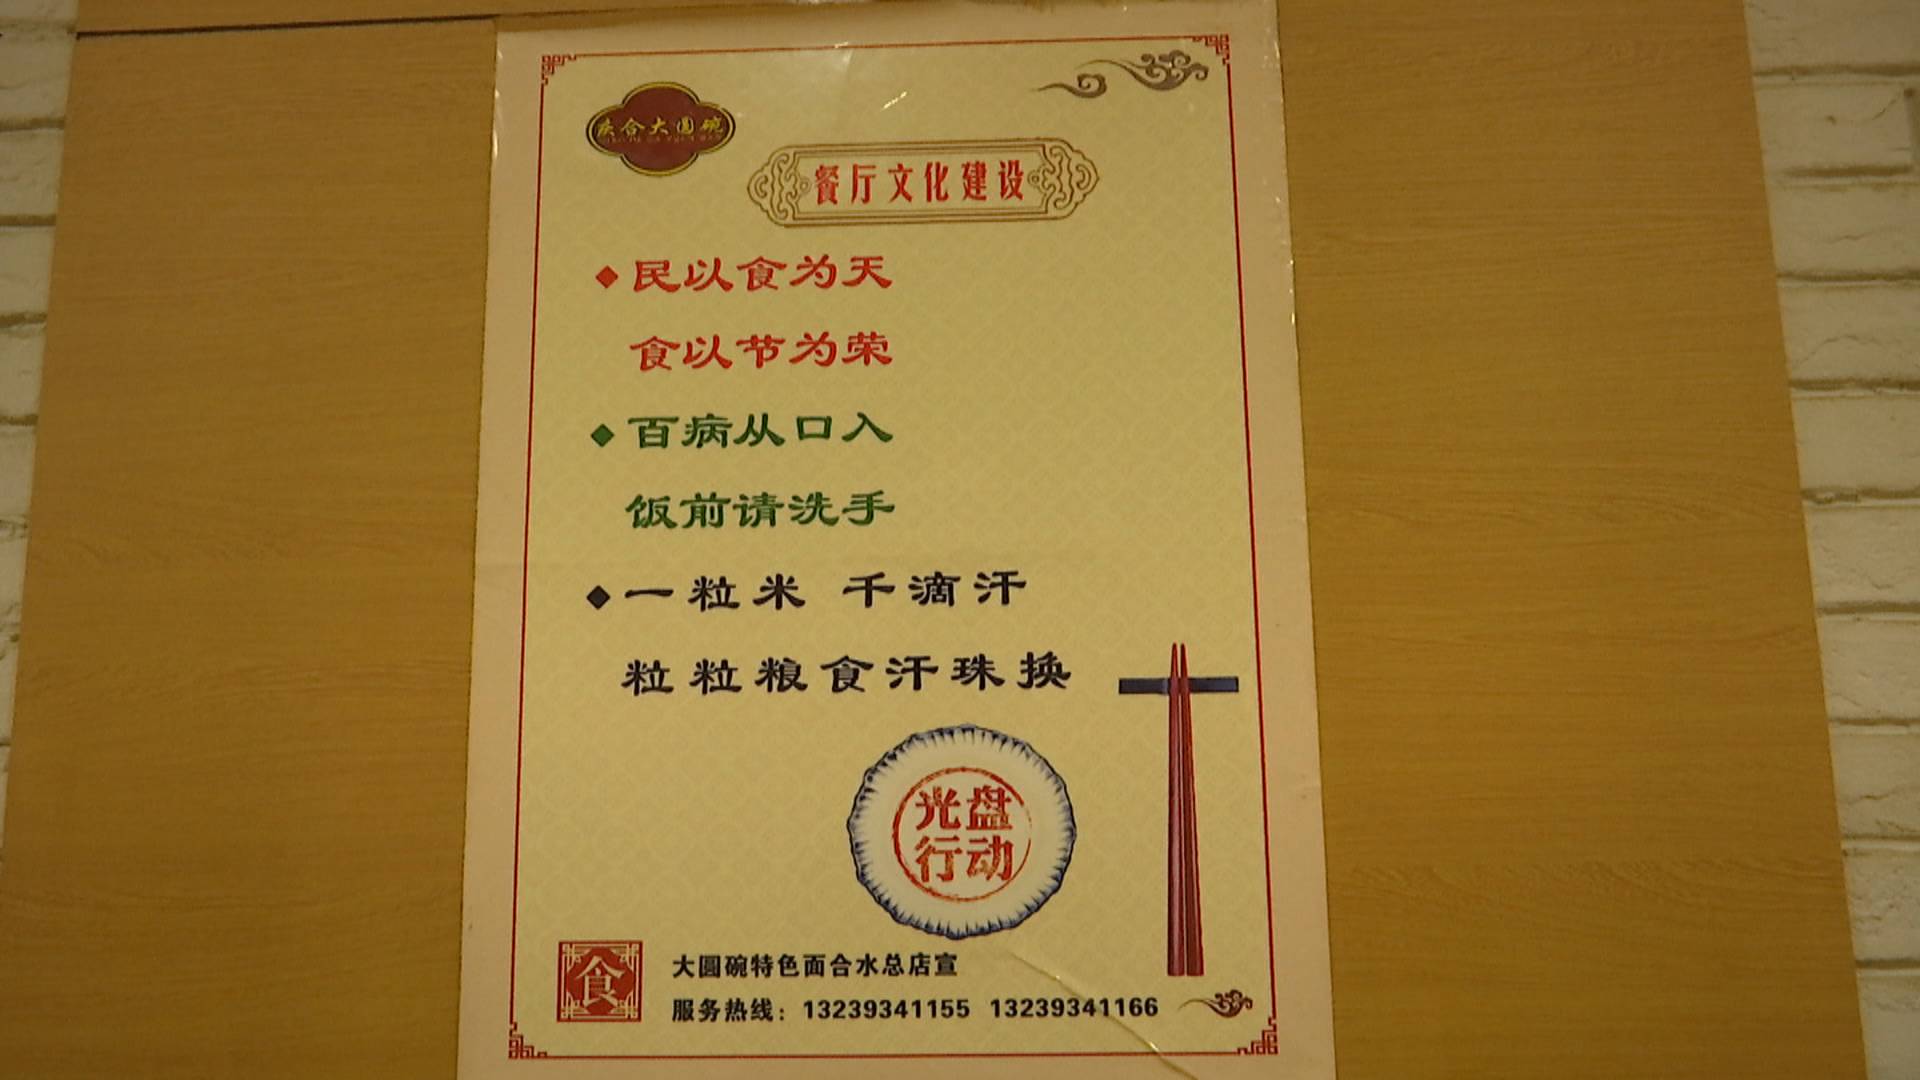 庆合大圆碗
餐厅文化建设
民以食为天
食以节为荣
百病从口入
饭前请洗手
一粒米 千滴汗
粒粒粮食汗珠换
光盘
行动
食
大圆碗特色面合水总店宣
服务热线：13239341155 13239341166